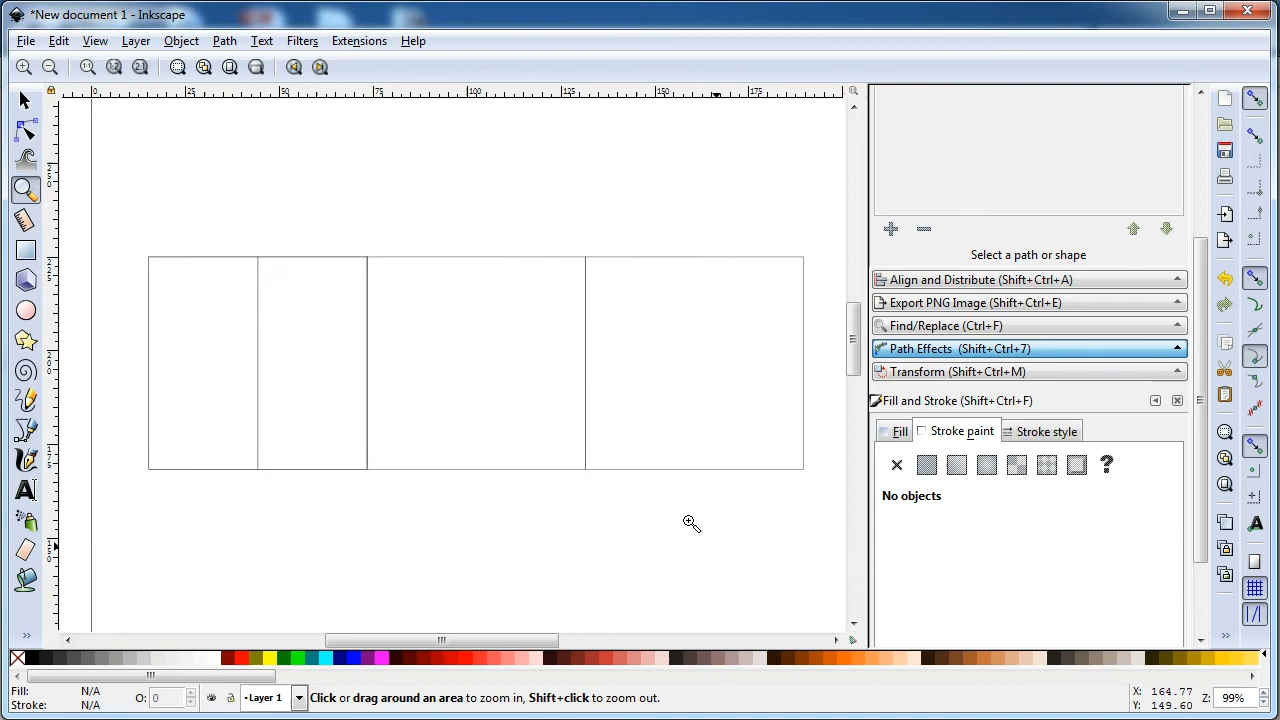 *New document 1 - Inkscape
File Edit View Layer Object Path Text Filters Extensions Help
0 25 50 75 100 125 150 175
Select a path or shape
Align and Distribute (Shift+Ctrl+A)
Export PNG Image (Shift+Ctrl+E)
Find/Replace (Ctrl+F)
Path Effects (Shift+Ctrl+7)
Transform (Shift+Ctrl+M)
Fill and Stroke (Shift+Ctrl+F)
Fill Stroke paint Stroke style
No objects
Fill: N/A
Stroke: N/A
O: 0
Layer 1
Click or drag around an area to zoom in, Shift+click to zoom out.
X: 164.77
Y: 149.60
Z: 99%